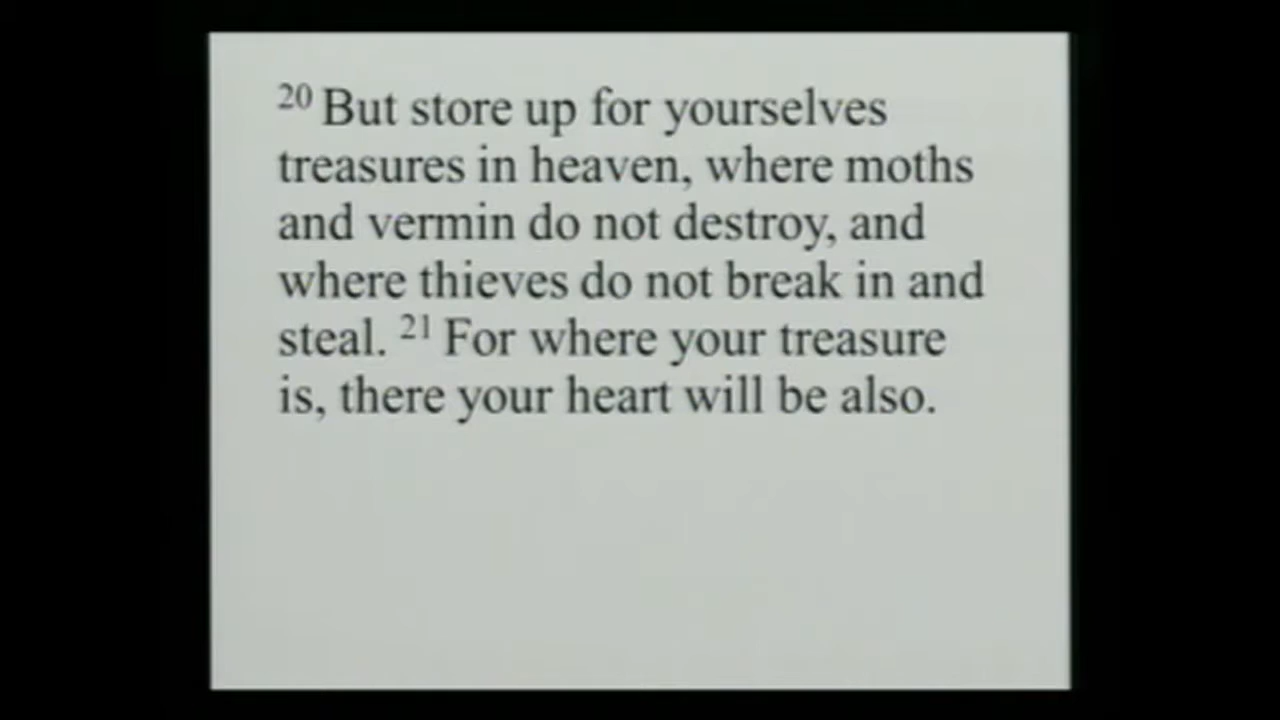 20 But store up for yourselves
treasures in heaven, where moths
and vermin do not destroy, and
where thieves do not break in and
steal. 21 For where your treasure
is, there your heart will be also.